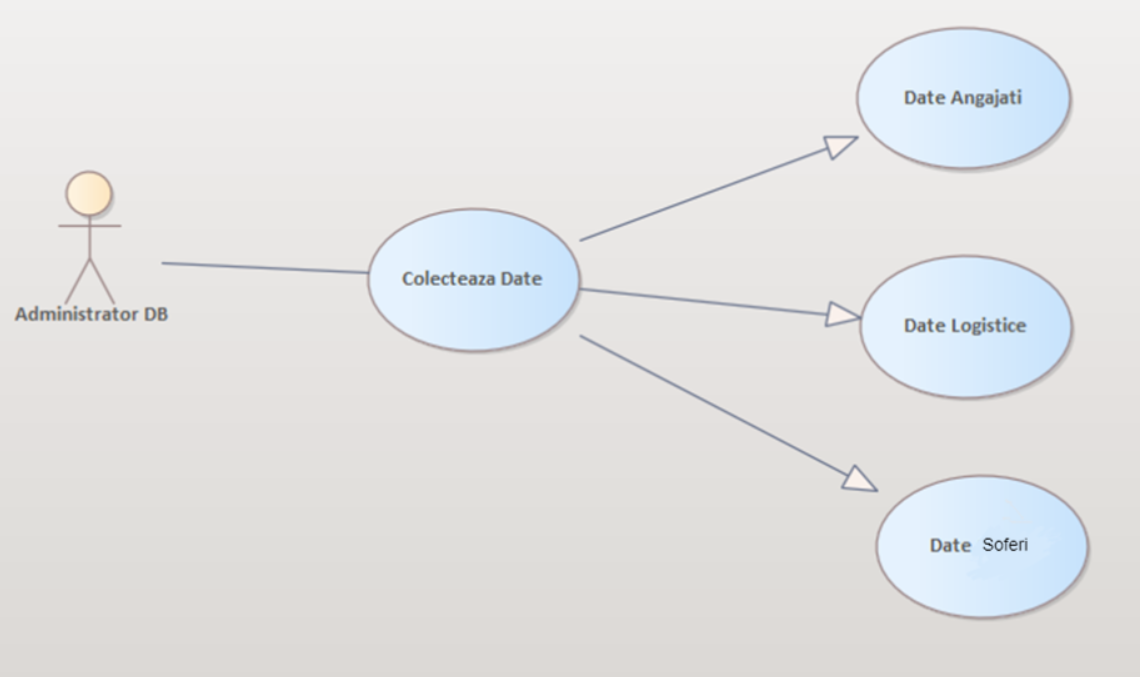 Date Angajati
Administrator DB
Colecteaza Date
Date Logistice
Date Soferi